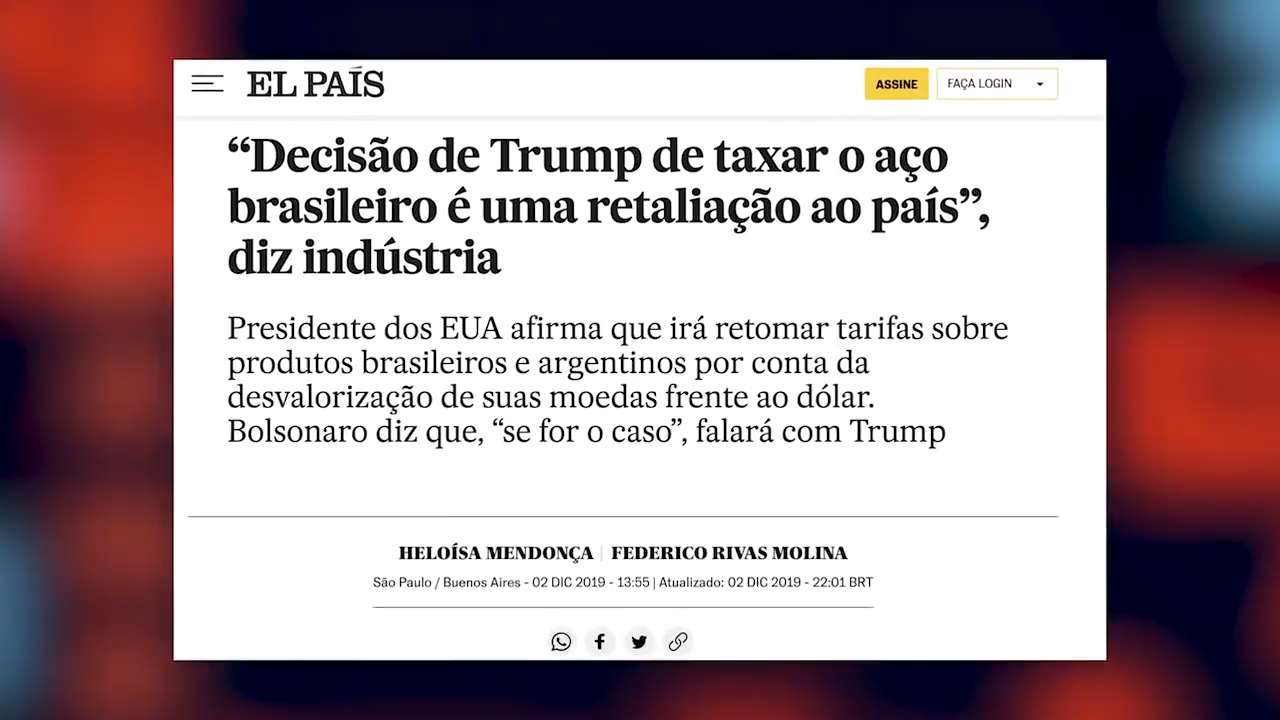 EL PAÍS
ASSINE
FAÇA LOGIN
“Decisão de Trump de taxar o aço
brasileiro é uma retaliação ao país”,
diz indústria
Presidente dos EUA afirma que irá retomar tarifas sobre
produtos brasileiros e argentinos por conta da
desvalorização de suas moedas frente ao dólar.
Bolsonaro diz que, “se for o caso”, falará com Trump
HELOÍSA MENDONÇA | FEDERICO RIVAS MOLINA
São Paulo / Buenos Aires - 02 DIC 2019 - 13:55 | Atualizado: 02 DIC 2019 - 22:01 BRT